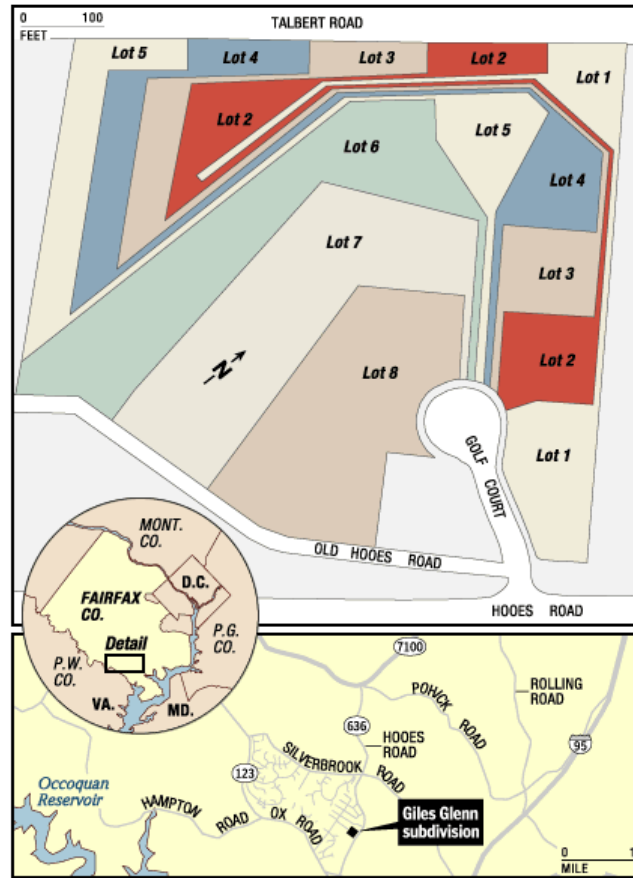 0 100
FEET
TALBERT ROAD
Lot 5
Lot 4
Lot 3
Lot 2
Lot 1
Lot 2
Lot 6
Lot 5
Lot 4
Lot 7
Lot 3
N
Lot 8
Lot 2
GOLF
COURT
Lot 1
OLD HOOES ROAD
HOOES ROAD
MONT.
CO.
D.C.
FAIRFAX
CO.
P.G.
CO.
Detail
P.W.
CO.
VA.
MD.
7100
POHICK
ROAD
ROLLING
ROAD
636
HOOES
ROAD
95
123
SILVERBROOK
ROAD
Occoquan
Reservoir
HAMPTON
ROAD
OX ROAD
Giles Glenn
subdivision
0 1
MILE